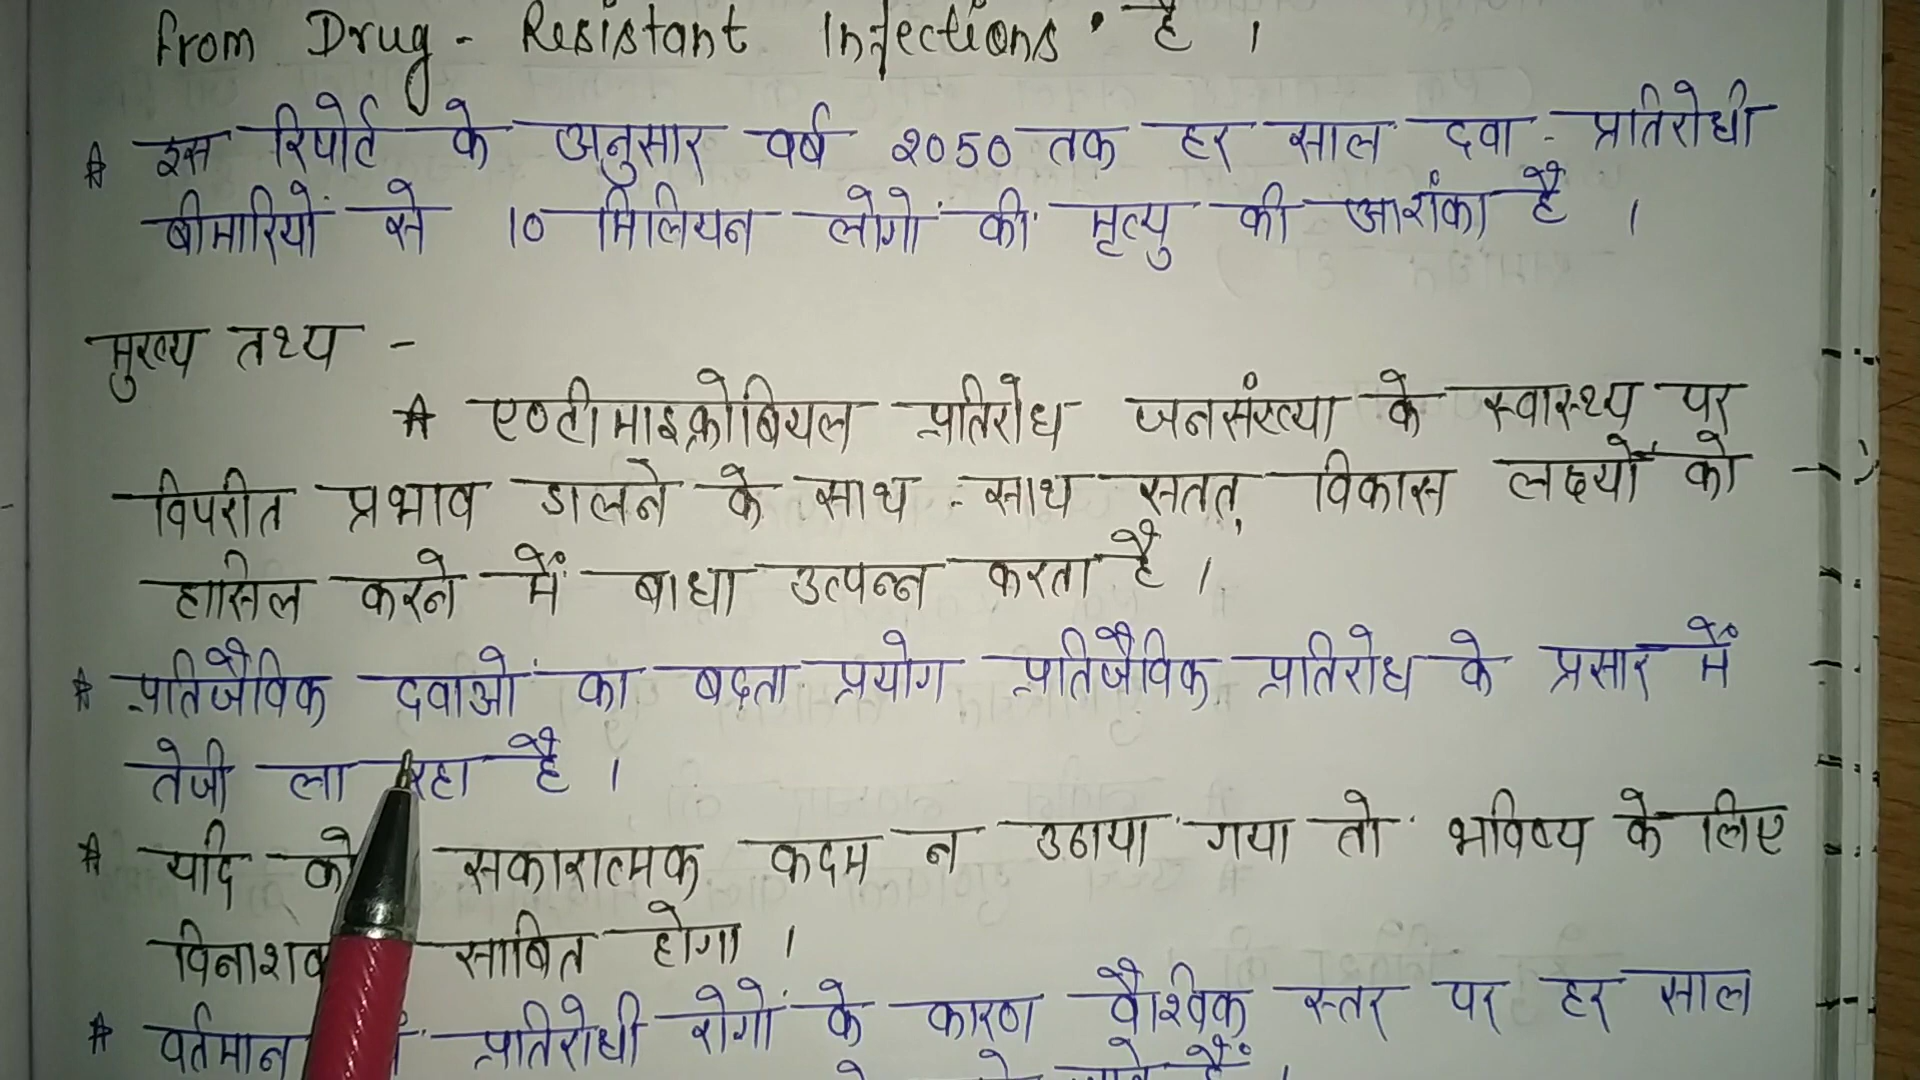 from Drug - Resistant Infections' है ।
* इस रिपोर्ट के अनुसार वर्ष 2050 तक हर साल दवा - प्रतिरोधी
बीमारियों से 10 मिलियन लोगों की मृत्यु की आशंका है ।
मुख्य तथ्य -
* एण्टीमाइक्रोबियल प्रतिरोध जनसंख्या के स्वास्थ्य पर
विपरीत प्रभाव डालने के साथ - साथ सतत् विकास लक्ष्यों को
हासिल करने में बाधा उत्पन्न करता है ।
* प्रतिजैविक दवाओं का बढ़ता प्रयोग प्रतिजैविक प्रतिरोध के प्रसार में
तेजी ला रहा है ।
* यदि सकारात्मक कदम न उठाया गया तो भविष्य के लिए
साबित होगा ।
* वर्तमान प्रतिरोधी रोगों के कारण वैश्विक स्तर पर हर साल